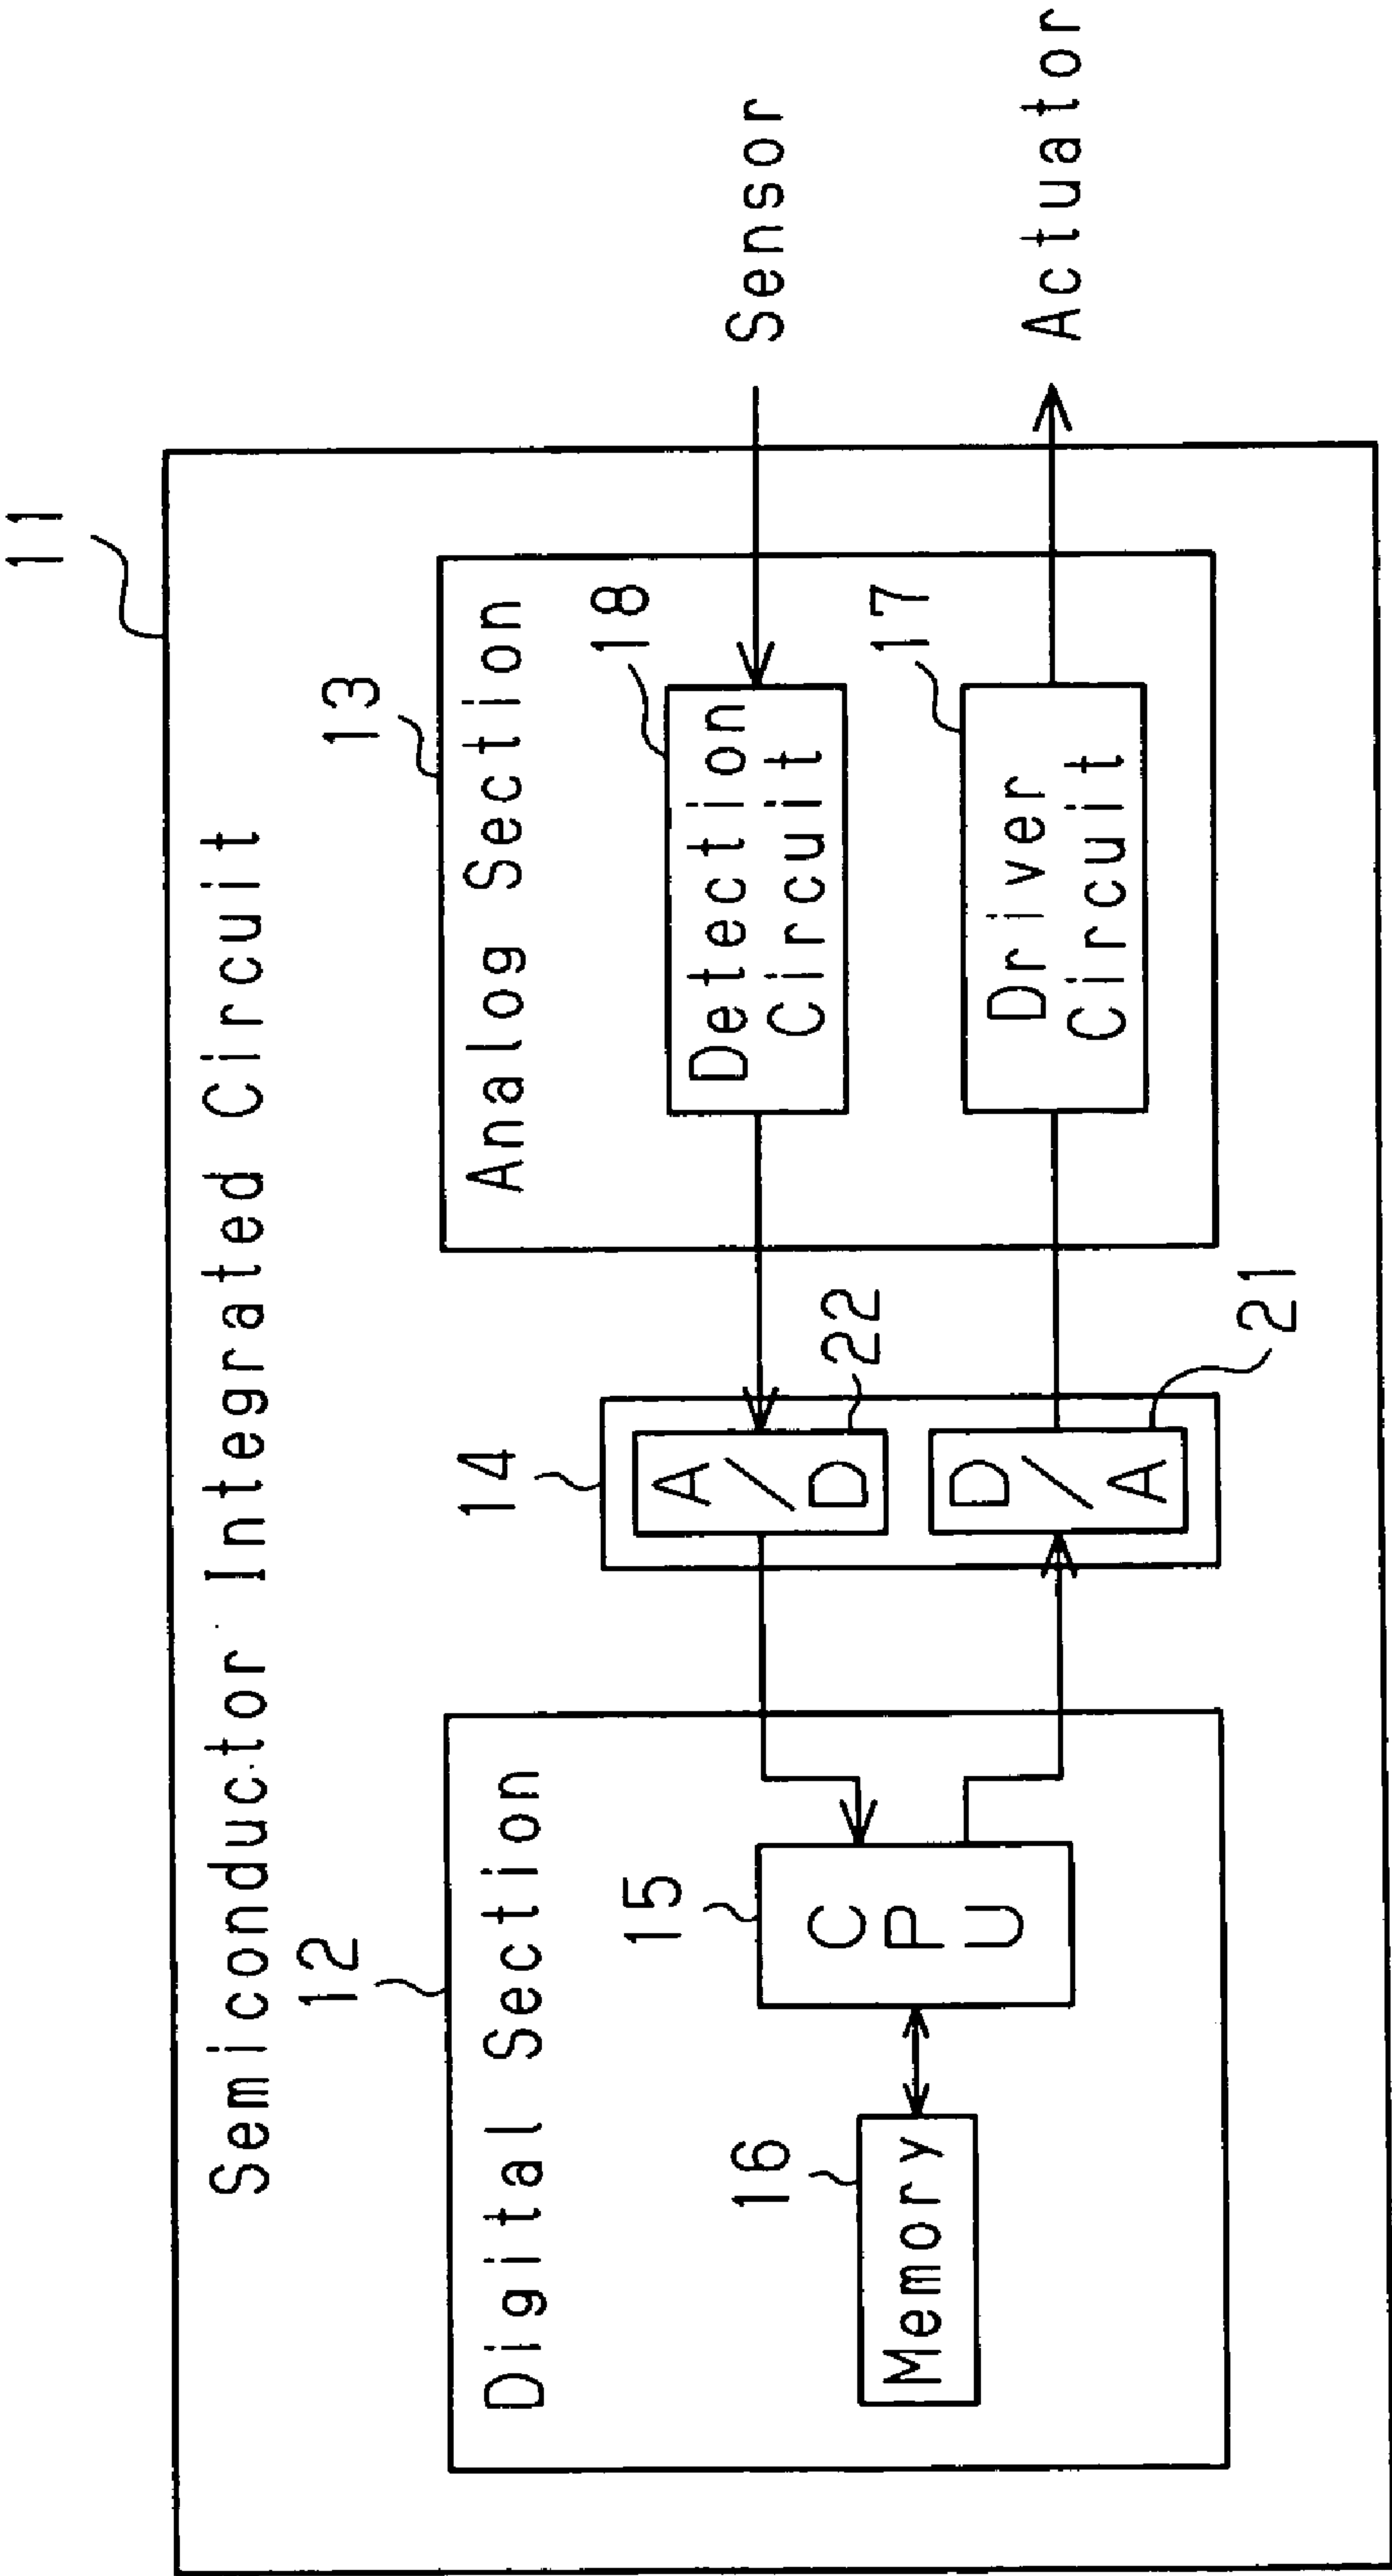 11
Semiconductor Integrated Circuit
12
Digital Section
16
Memory
15
CPU
14
A/D
22
D/A
21
13
Analog Section
18
Detection
Circuit
17
Driver
Circuit
Sensor
Actuator